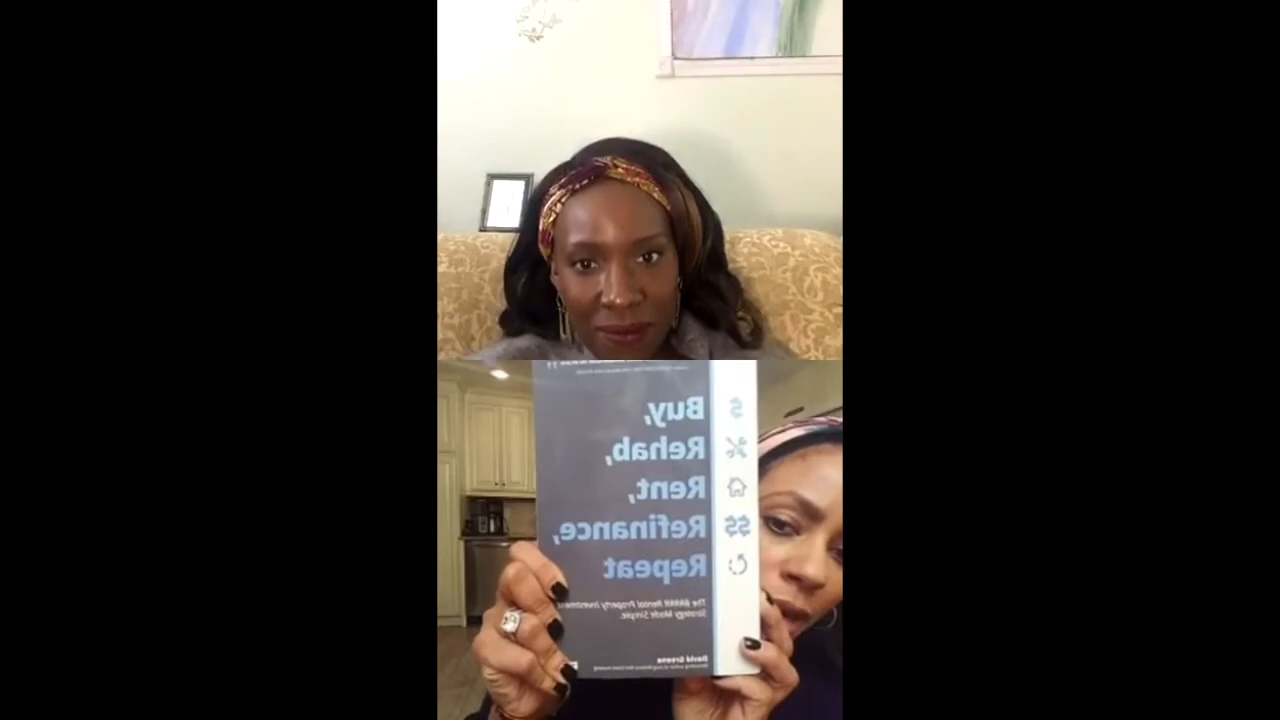 Buy,
Rehab,
Rent,
Refinance,
Repeat
The BRRRR Rental Property Investment
Strategy Made Simple.
David Greene
$
$$